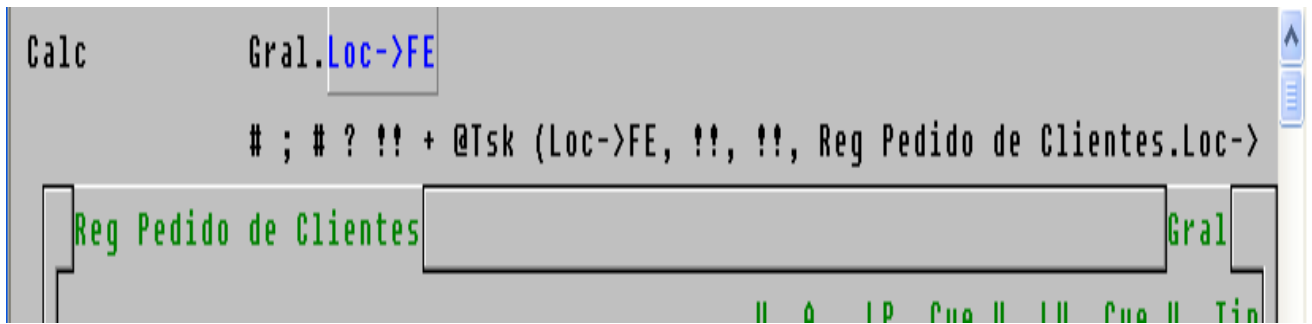 Calc Gral.Loc->FE
# ; # ? !! + @Tsk (Loc->FE, !!, !!, Reg Pedido de Clientes.Loc->
Reg Pedido de Clientes Gral